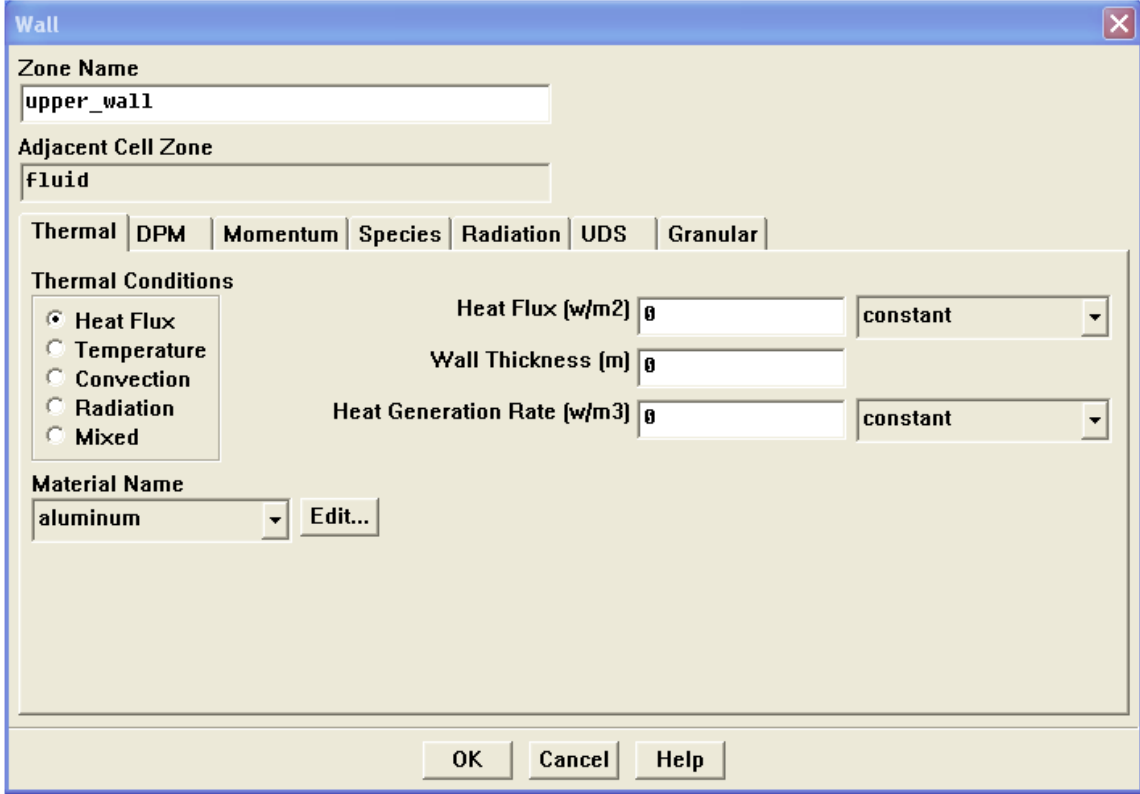 Wall
Zone Name
upper_wall
Adjacent Cell Zone
fluid
Thermal DPM Momentum Species Radiation UDS Granular
Thermal Conditions
Heat Flux
Temperature
Convection
Radiation
Mixed
Heat Flux (w/m2) 0 constant
Wall Thickness (m) 0
Heat Generation Rate (w/m3) 0 constant
Material Name
aluminum Edit...
OK Cancel Help